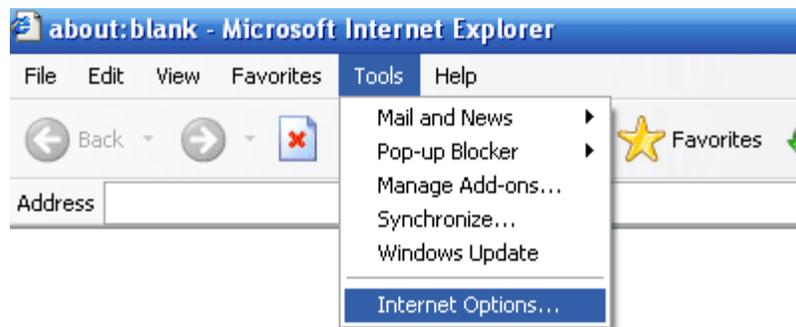 about:blank - Microsoft Internet Explorer
File Edit View Favorites Tools Help
Back Favorites
Address
Mail and News
Pop-up Blocker
Manage Add-ons...
Synchronize...
Windows Update
Internet Options...